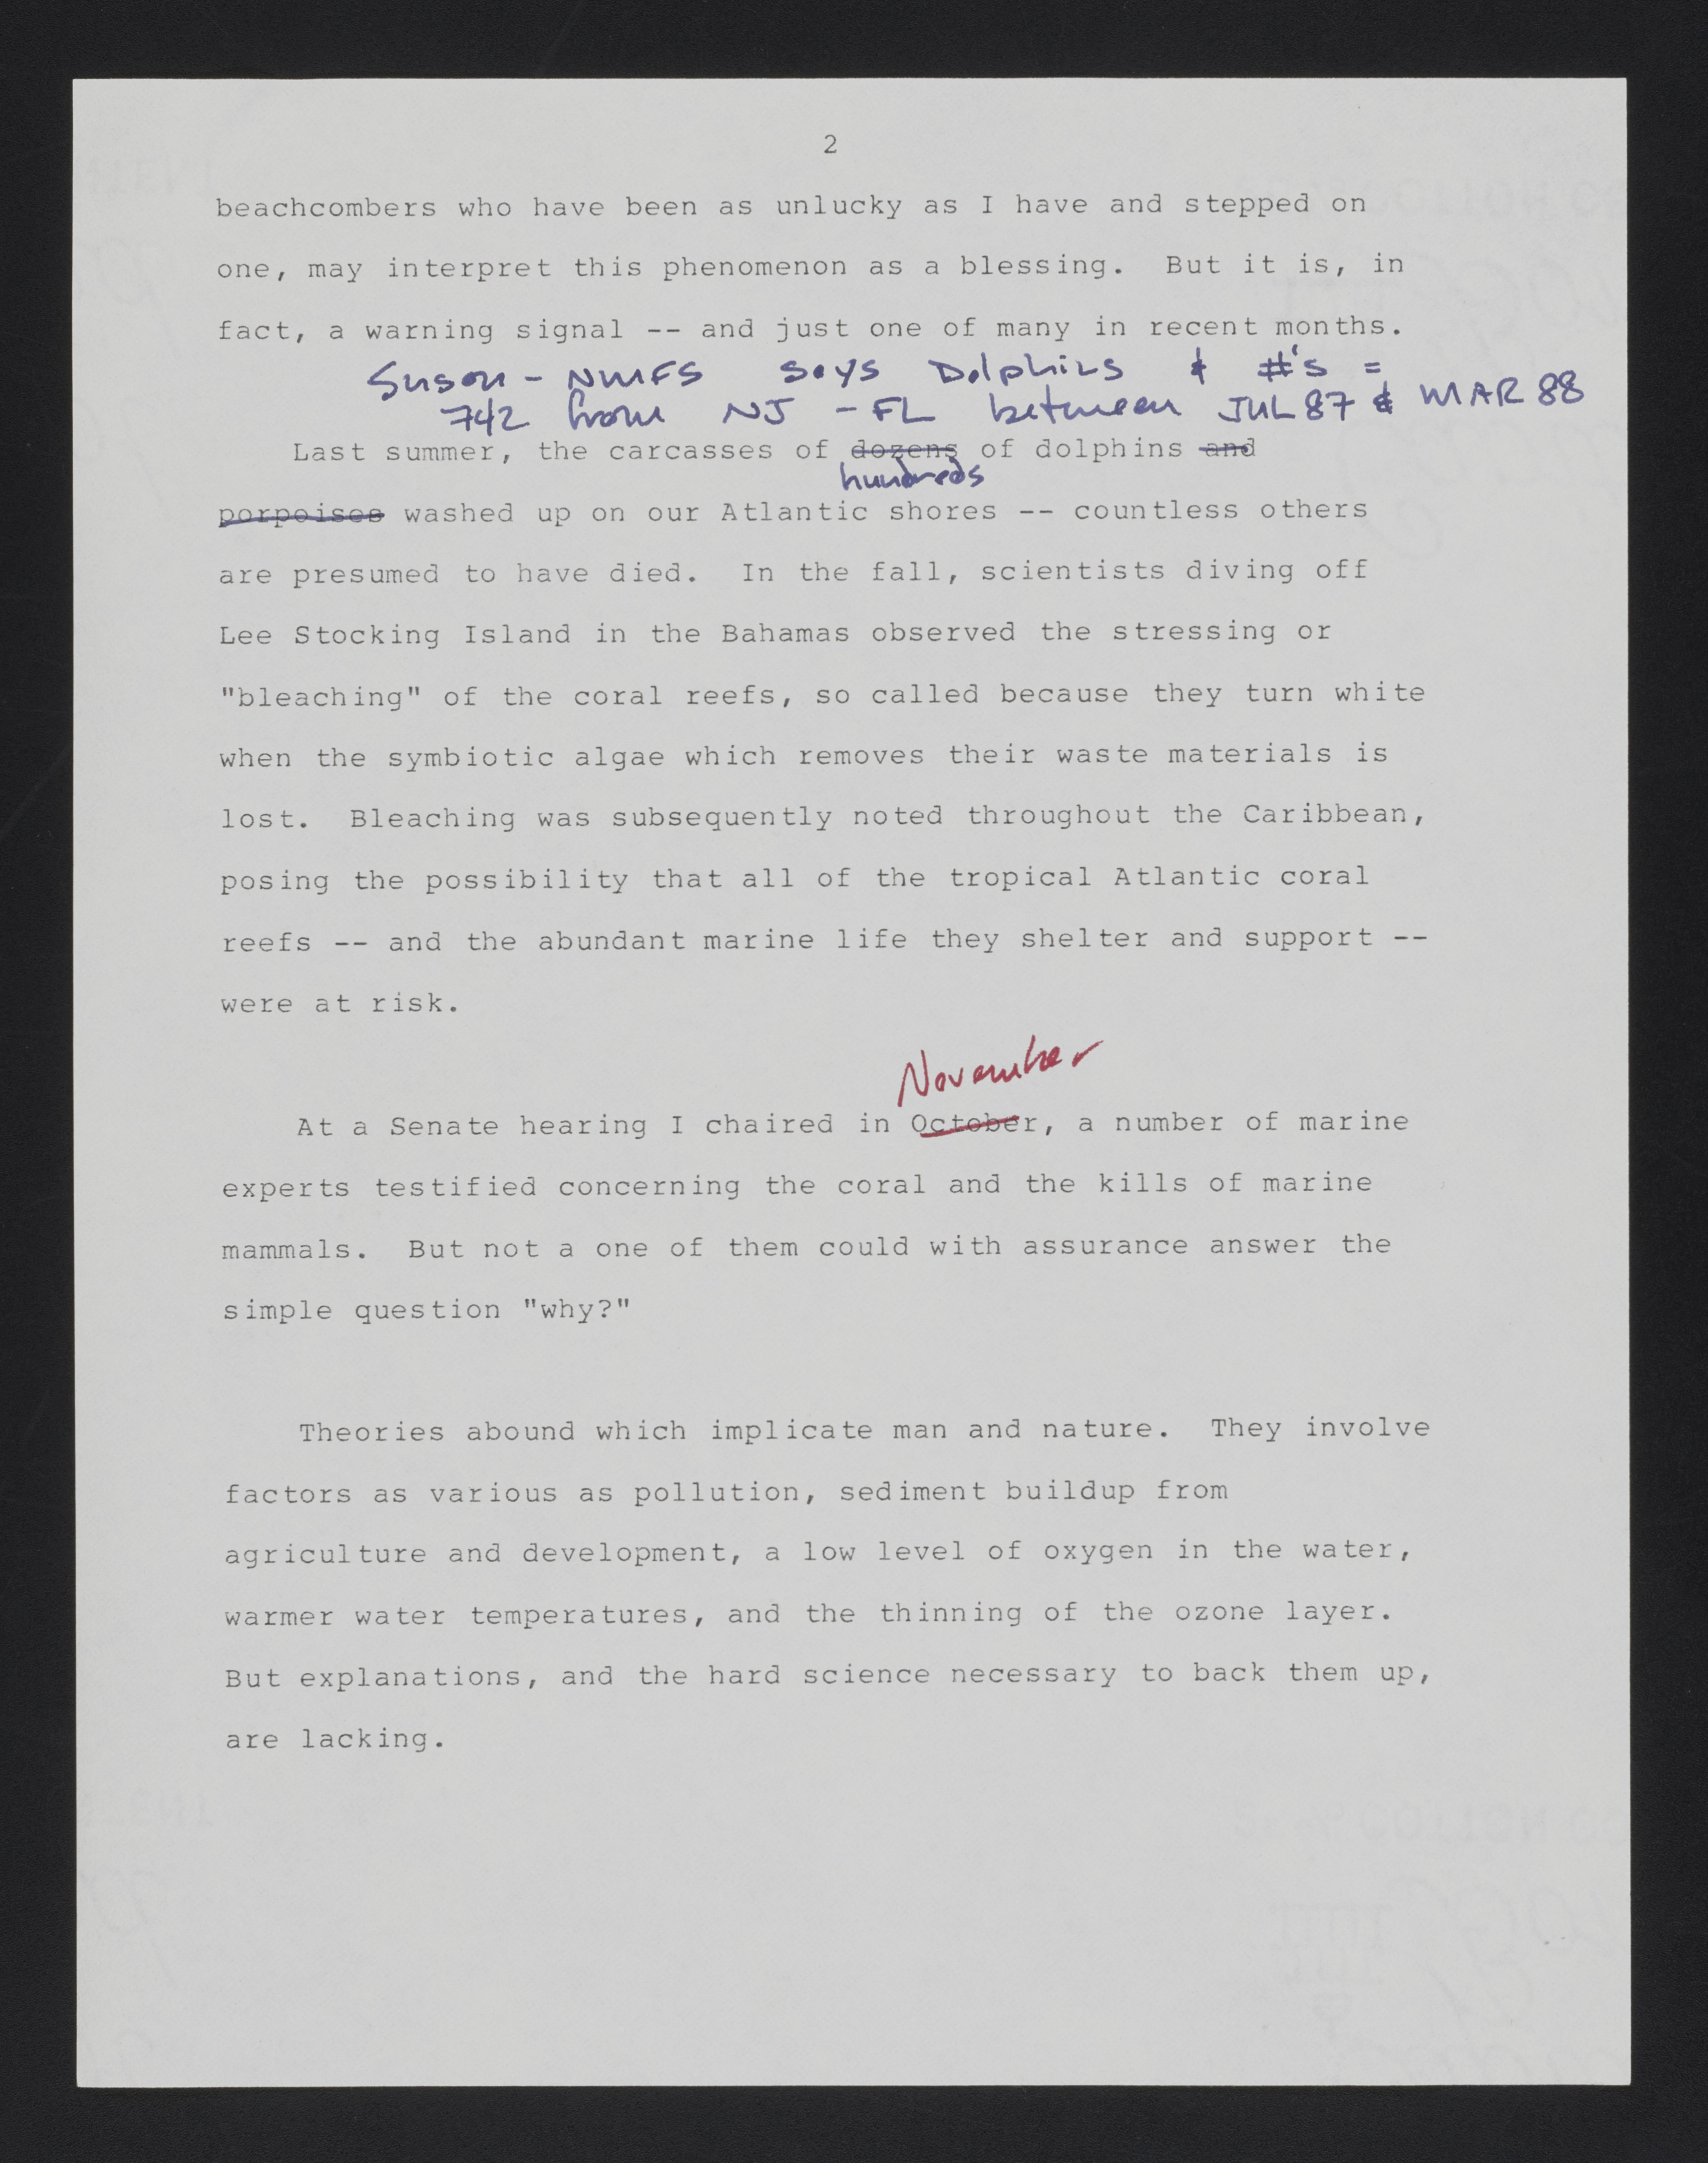 2
beachcombers who have been as unlucky as I have and stepped on
one, may interpret this phenomenon as a blessing.  But it is, in
fact, a warning signal -- and just one of many in recent months.
Susan - NMFS says Dolphins & #'s =
742 from NJ - FL between JUL 87 & MAR 88
Last summer, the carcasses of dozens of dolphins and
hundreds
porpoises washed up on our Atlantic shores -- countless others
are presumed to have died.  In the fall, scientists diving off
Lee Stocking Island in the Bahamas observed the stressing or
"bleaching" of the coral reefs, so called because they turn white
when the symbiotic algae which removes their waste materials is
lost.  Bleaching was subsequently noted throughout the Caribbean,
posing the possibility that all of the tropical Atlantic coral
reefs -- and the abundant marine life they shelter and support --
were at risk.
November
At a Senate hearing I chaired in October, a number of marine
experts testified concerning the coral and the kills of marine
mammals.  But not a one of them could with assurance answer the
simple question "why?"
Theories abound which implicate man and nature.  They involve
factors as various as pollution, sediment buildup from
agriculture and development, a low level of oxygen in the water,
warmer water temperatures, and the thinning of the ozone layer.
But explanations, and the hard science necessary to back them up,
are lacking.